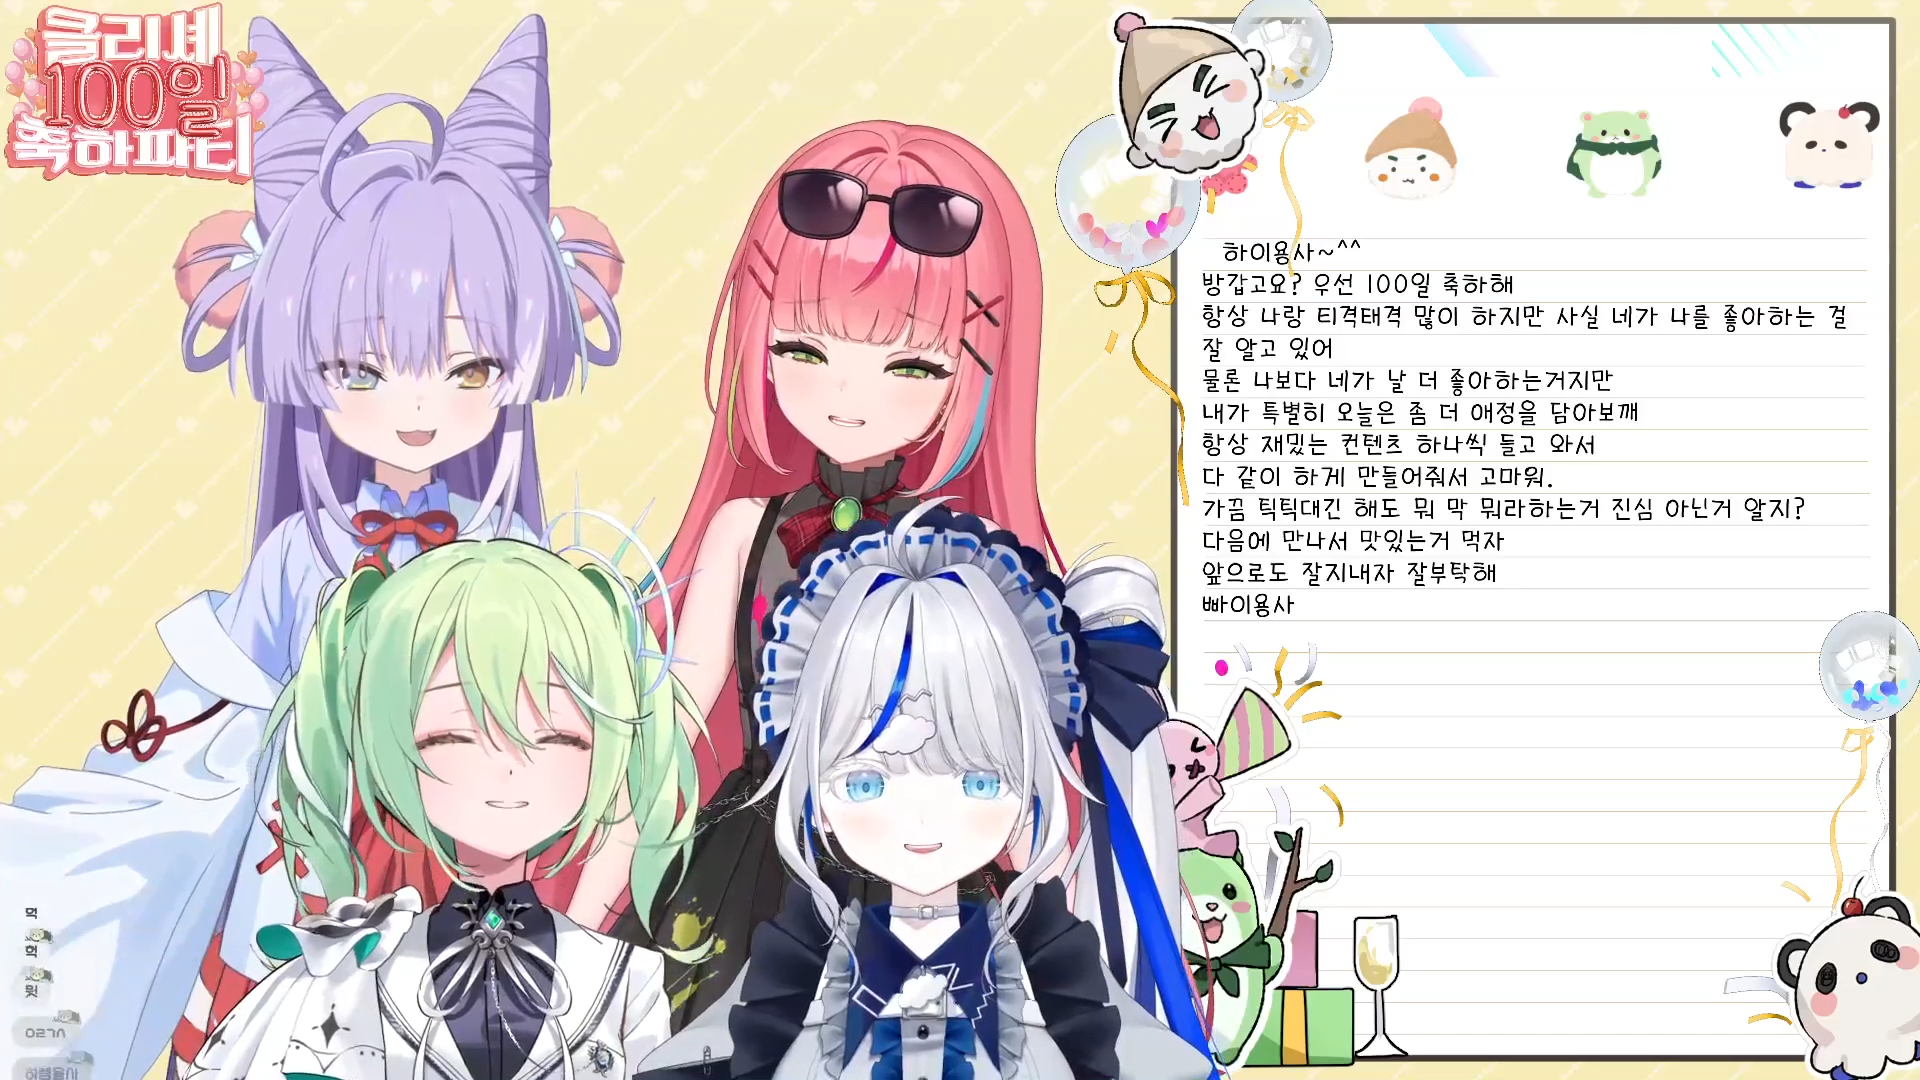 클리셰
100일
축하파티
하이용사~^^
방갑고요? 우선 100일 축하해
항상 나랑 티격태격 많이 하지만 사실 네가 나를 좋아하는 걸
잘 알고 있어
물론 나보다 네가 날 더 좋아하는거지만
내가 특별히 오늘은 좀 더 애정을 담아보깨
항상 재밌는 컨텐츠 하나씩 들고 와서
다 같이 하게 만들어줘서 고마워.
가끔 틱틱대긴 해도 뭐 막 뭐라하는거 진심 아닌거 알지?
다음에 만나서 맛있는거 먹자
앞으로도 잘지내자 잘부탁해
빠이용사
먹
헉